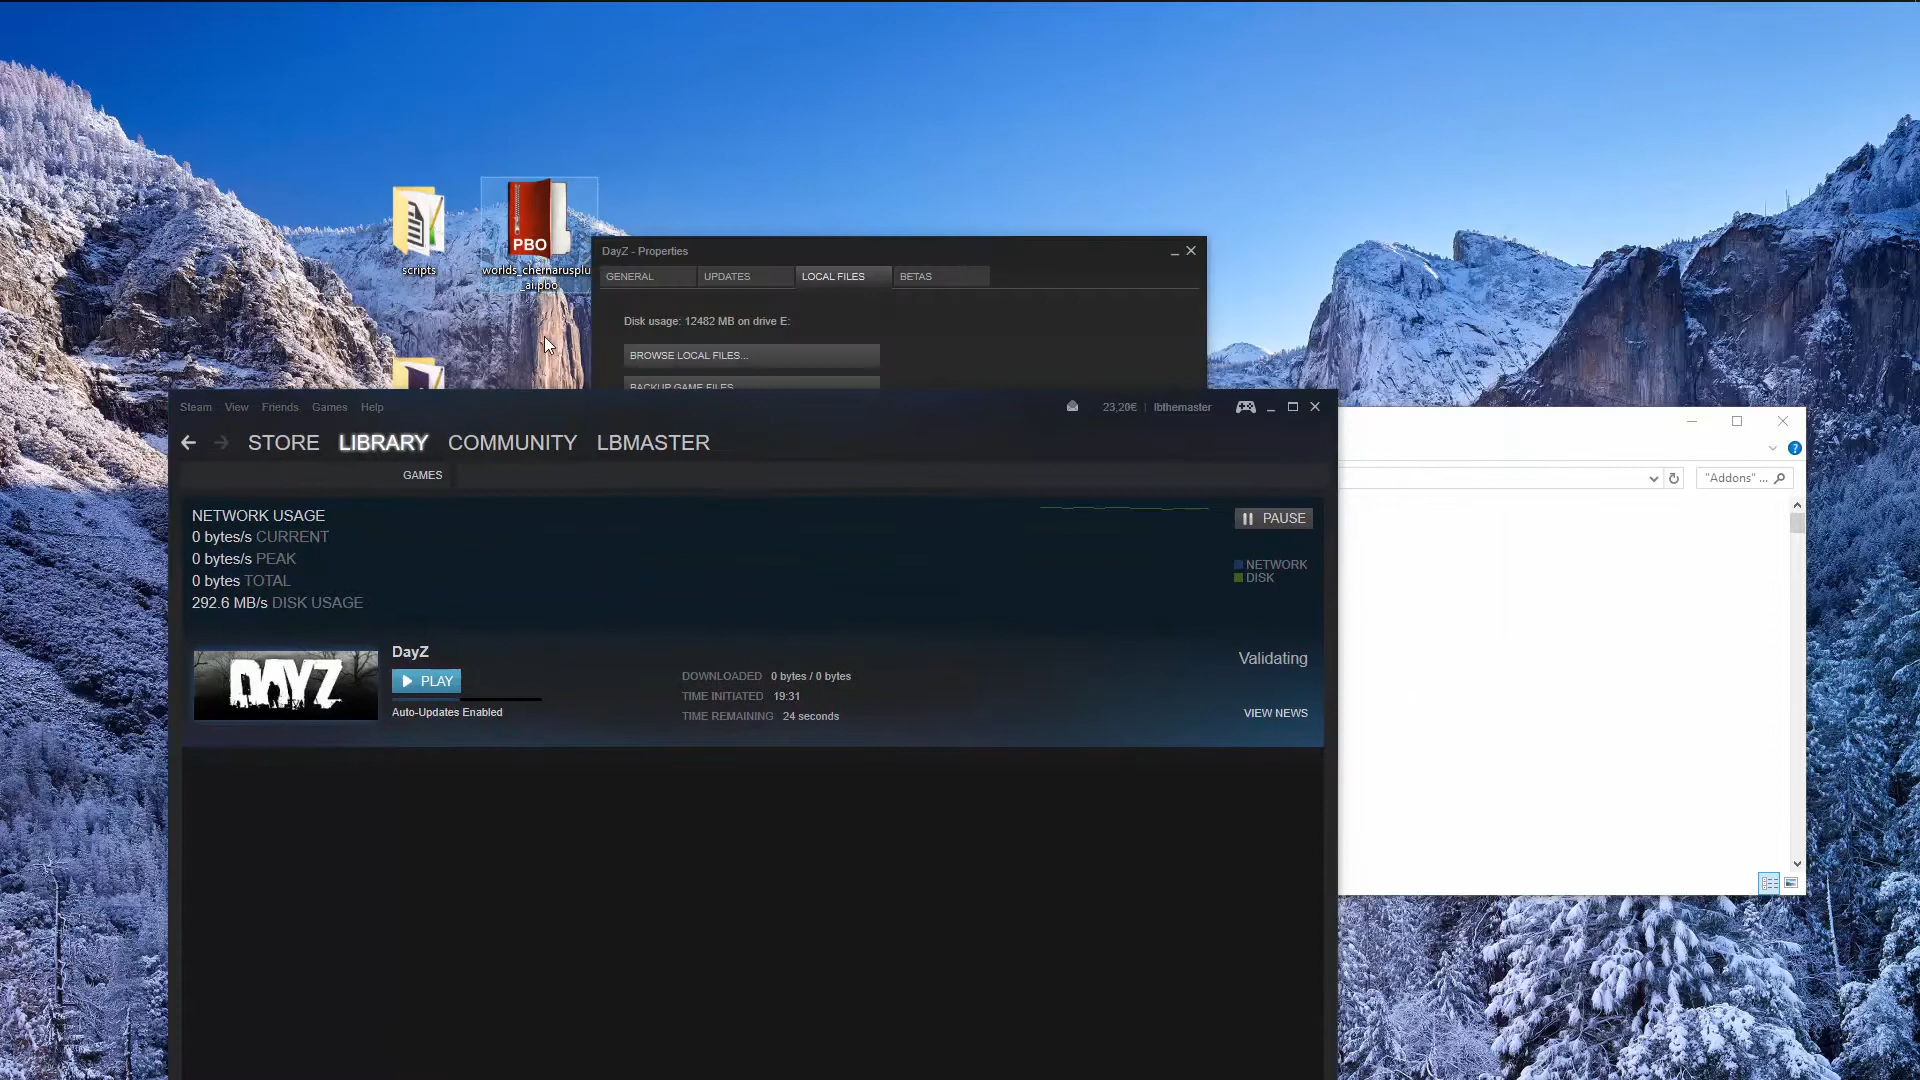 PBO
scripts
worlds_chernarusplu
_ai.pbo
DayZ - Properties
GENERAL
UPDATES
LOCAL FILES
BETAS
Disk usage: 12482 MB on drive E:
BROWSE LOCAL FILES...
BACKUP GAME FILES
Steam View Friends Games Help
23,20€ | lbthemaster
STORE LIBRARY COMMUNITY LBMASTER
"Addons" ...
GAMES
NETWORK USAGE
0 bytes/s CURRENT
0 bytes/s PEAK
0 bytes TOTAL
292.6 MB/s DISK USAGE
PAUSE
NETWORK
DISK
DAYZ
DayZ
PLAY
Auto-Updates Enabled
DOWNLOADED 0 bytes / 0 bytes
TIME INITIATED 19:31
TIME REMAINING 24 seconds
Validating
VIEW NEWS